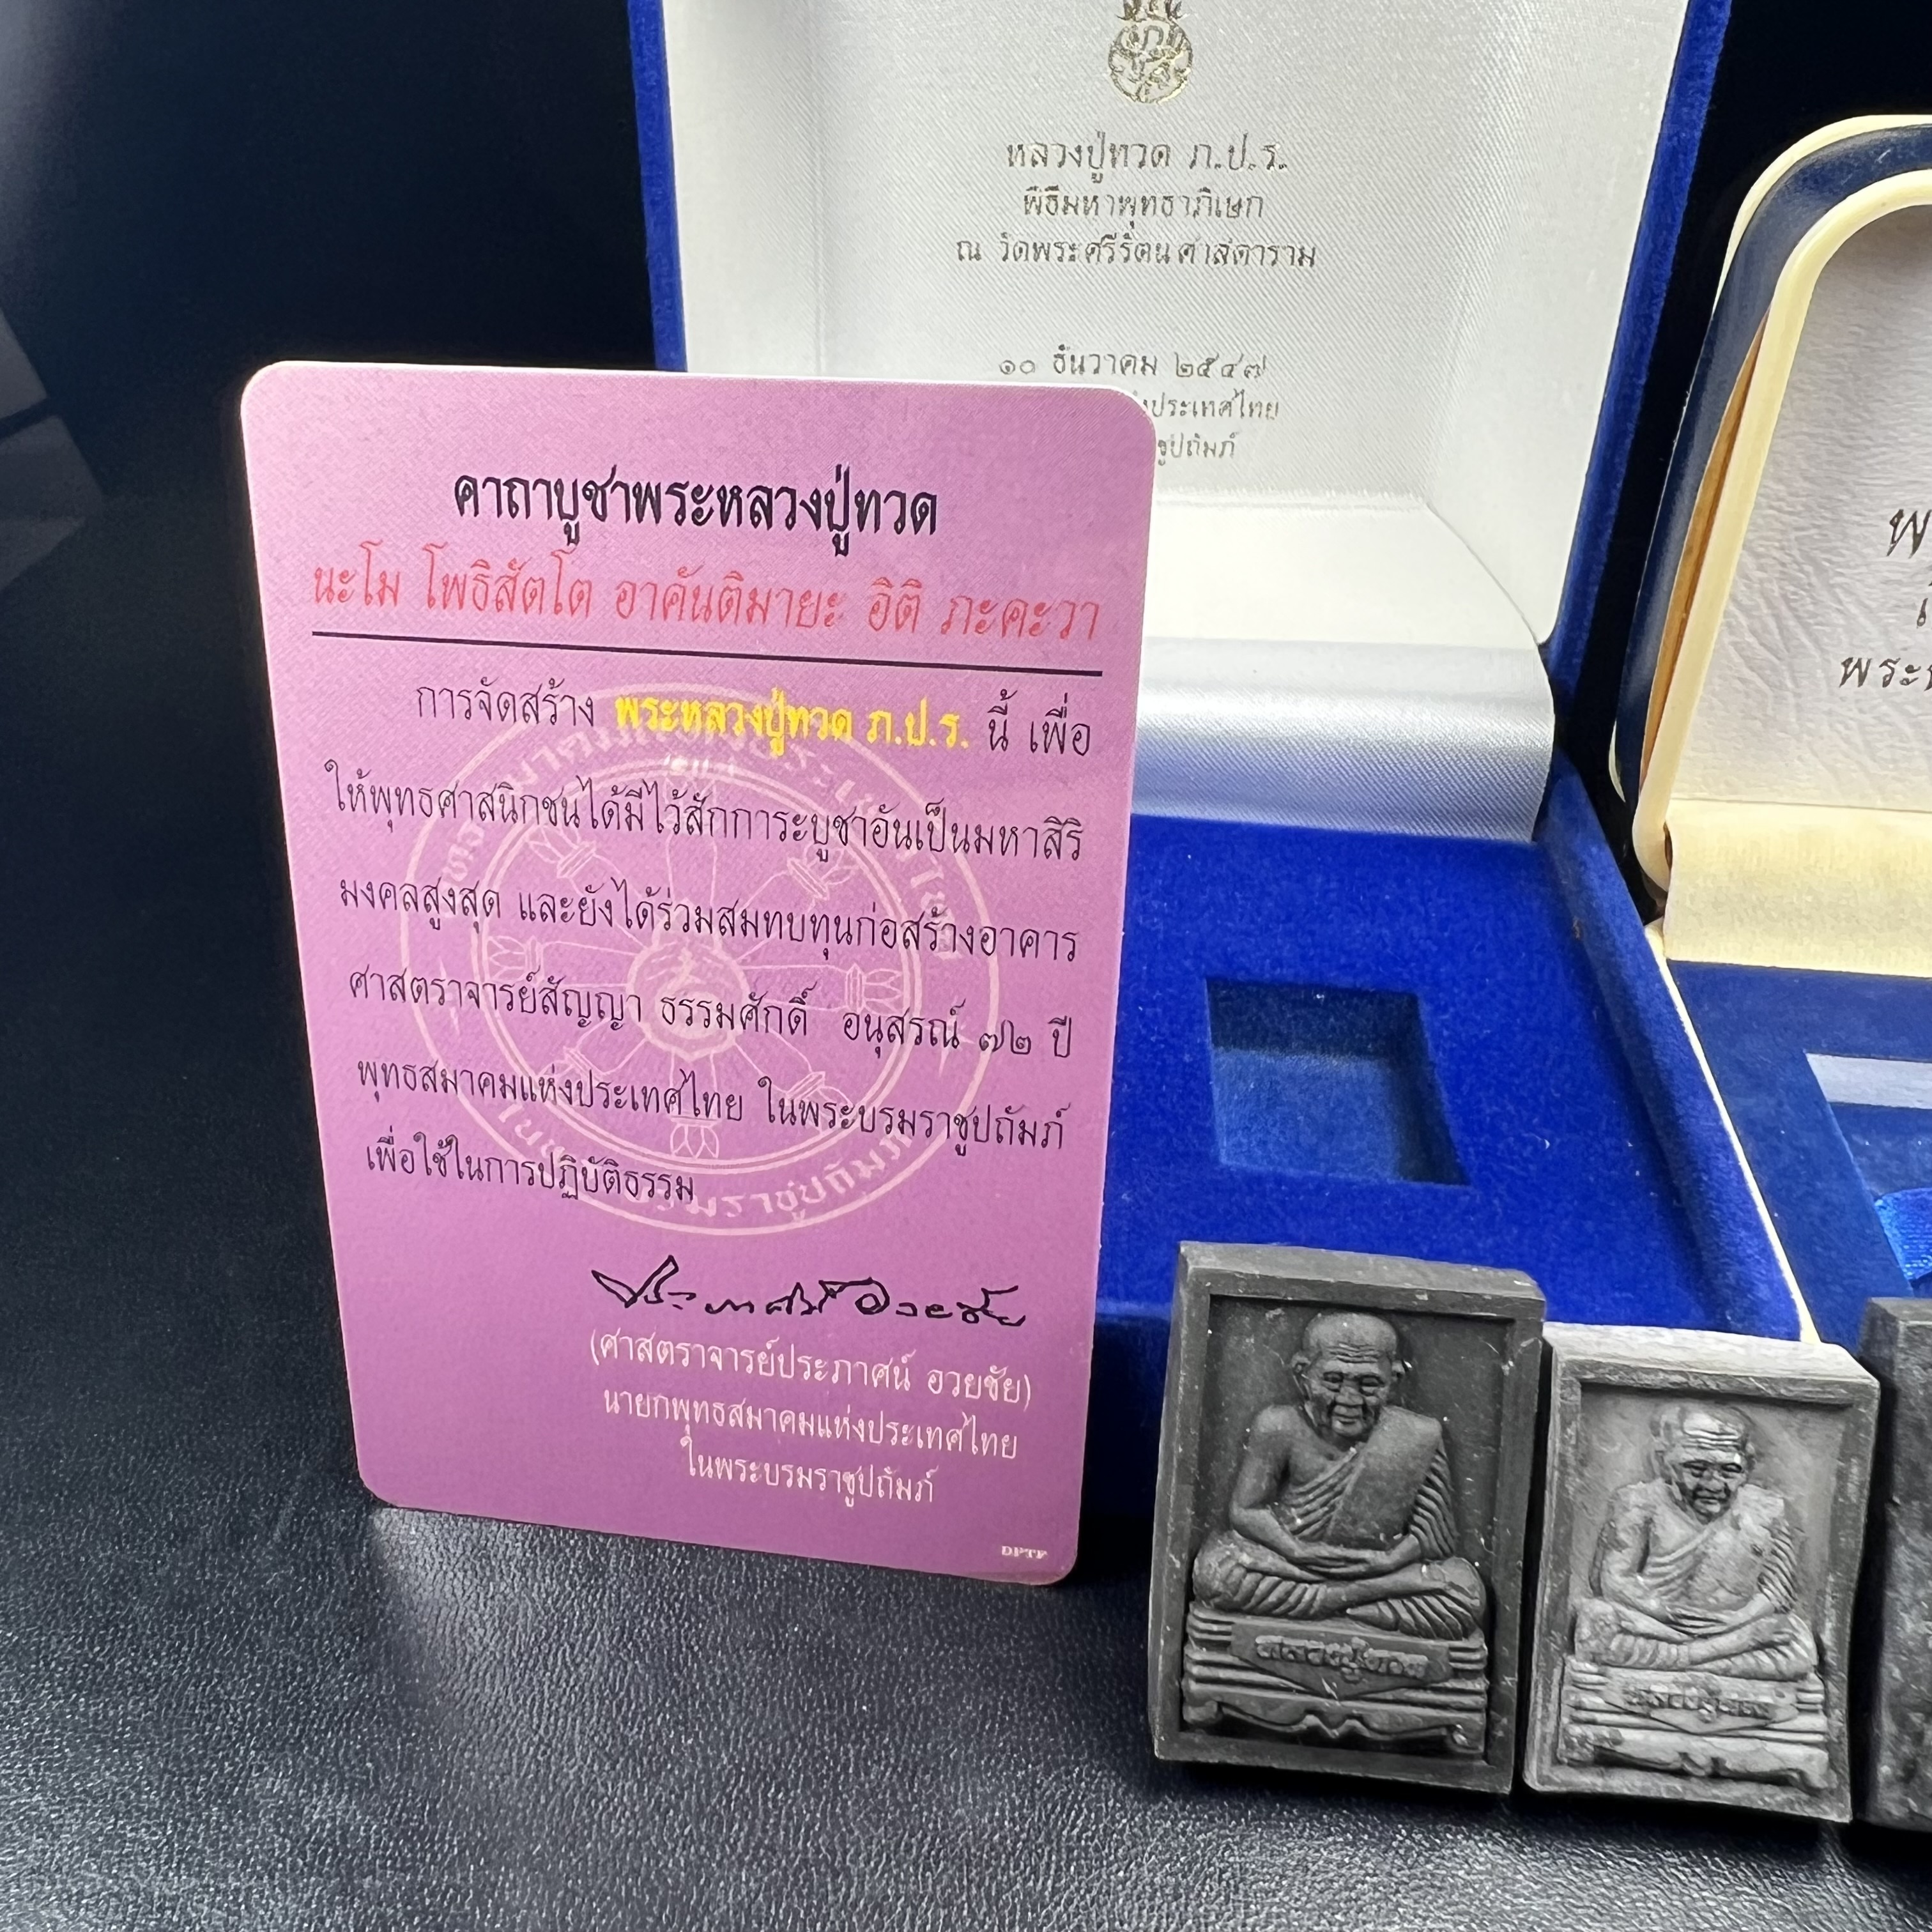 หลวงปู่ทวด ภ.ป.ร.
พิธีมหาพุทธาภิเษก
ณ วัดพระศรีรัตนศาสดาราม
๑๐ ธันวาคม ๒๕๔๗
ประเทศไทย
ชูปถัมภ์
คาถาบูชาพระหลวงปู่ทวด
นะโม โพธิสัตโต อาคันติมายะ อิติ ภะคะวา
การจัดสร้าง พระหลวงปู่ทวด ภ.ป.ร. นี้ เพื่อ
ให้พุทธศาสนิกชนได้มีไว้สักการะบูชาอันเป็นมหาสิริ
มงคลสูงสุด และยังได้ร่วมสมทบทุนก่อสร้างอาคาร
ศาสตราจารย์สัญญา ธรรมศักดิ์ อนุสรณ์ ๗๒ ปี
พุทธสมาคมแห่งประเทศไทย ในพระบรมราชูปถัมภ์
เพื่อใช้ในการปฏิบัติธรรม
(ศาสตราจารย์ประภาศน์ อวยชัย)
นายกพุทธสมาคมแห่งประเทศไทย
ในพระบรมราชูปถัมภ์
DPTF
หลวงปู่ทวด
หลวงปู่ทวด